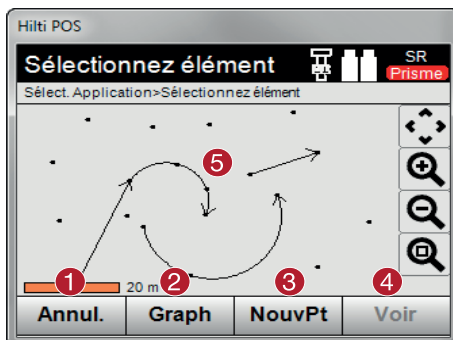 Hilti POS
Sélectionnez élément
SR
Prisme
Sélect. Application>Sélectionnez élément
5
20 m
1
2
3
4
Annul.
Graph
NouvPt
Voir